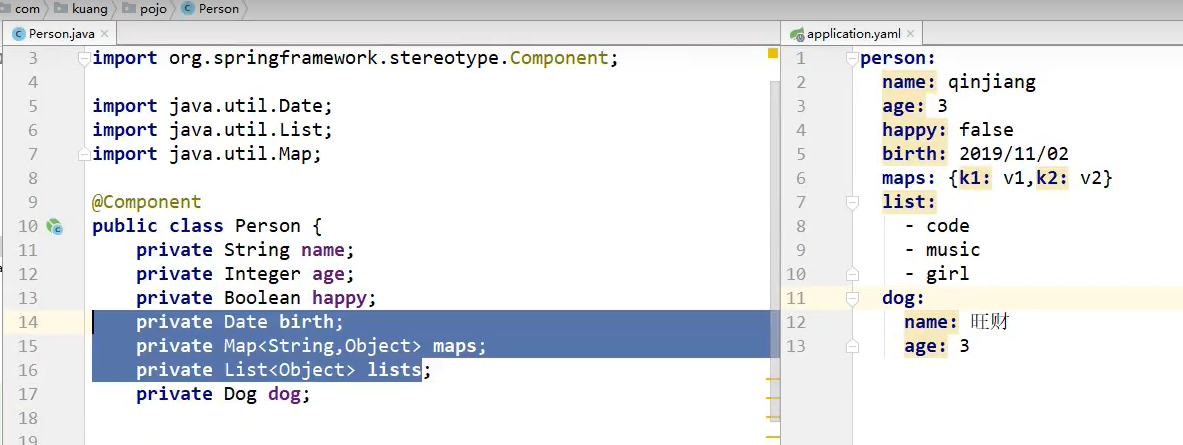 com kuang pojo Person
Person.java
3 import org.springframework.stereotype.Component;
4
5 import java.util.Date;
6 import java.util.List;
7 import java.util.Map;
8
9 @Component
10 public class Person {
11 private String name;
12 private Integer age;
13 private Boolean happy;
14 private Date birth;
15 private Map<String,Object> maps;
16 private List<Object> lists;
17 private Dog dog;
18
application.yaml
1 person:
2 name: qinjiang
3 age: 3
4 happy: false
5 birth: 2019/11/02
6 maps: {k1: v1,k2: v2}
7 list:
8 - code
9 - music
10 - girl
11 dog:
12 name: 旺财
13 age: 3